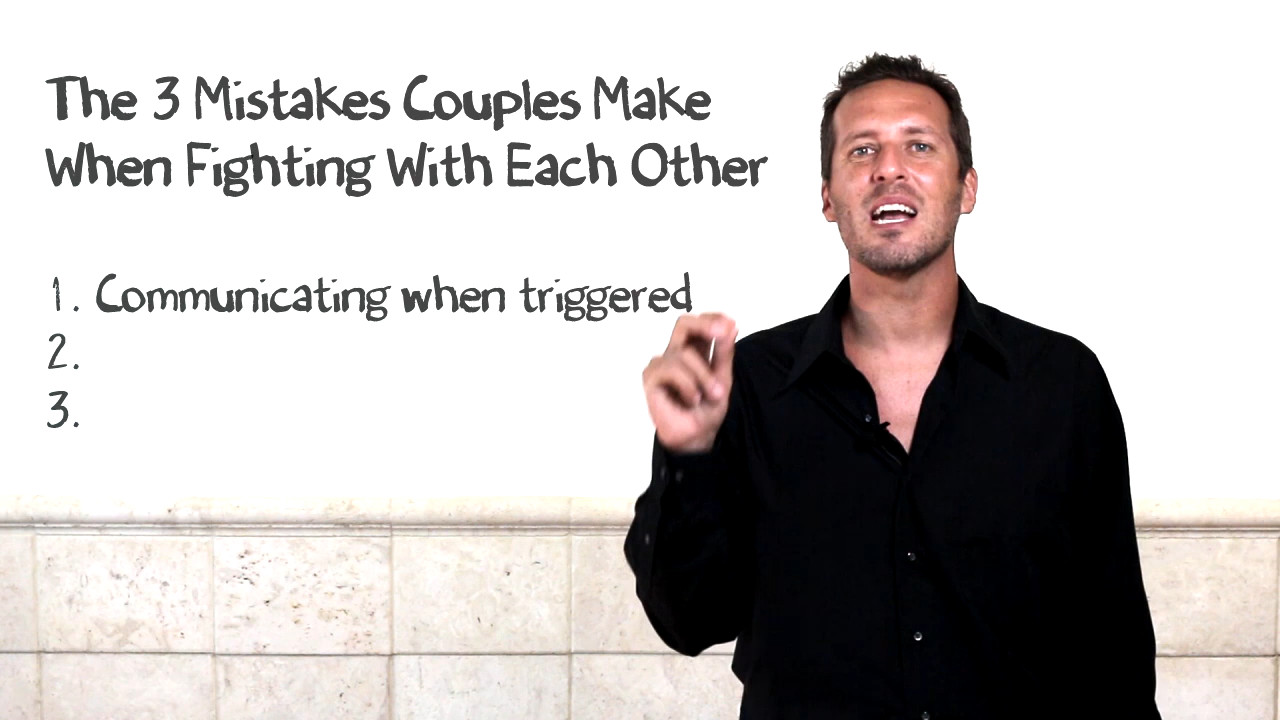 The 3 Mistakes Couples Make
When Fighting With Each Other
1. Communicating when triggered
2.
3.